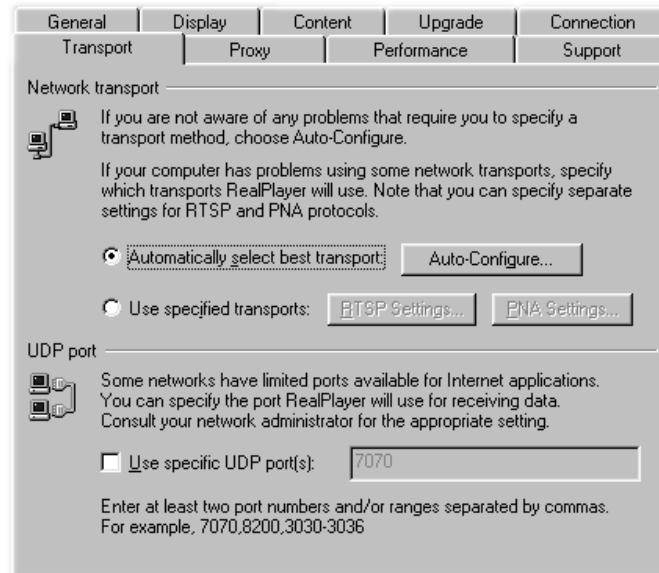 General Display Content Upgrade Connection
Transport Proxy Performance Support
Network transport
If you are not aware of any problems that require you to specify a
transport method, choose Auto-Configure.
If your computer has problems using some network transports, specify
which transports RealPlayer will use. Note that you can specify separate
settings for RTSP and PNA protocols.
Automatically select best transport: Auto-Configure...
Use specified transports: RTSP Settings... PNA Settings...
UDP port
Some networks have limited ports available for Internet applications.
You can specify the port RealPlayer will use for receiving data.
Consult your network administrator for the appropriate setting.
Use specific UDP port(s): 7070
Enter at least two port numbers and/or ranges separated by commas.
For example, 7070,8200,3030-3036